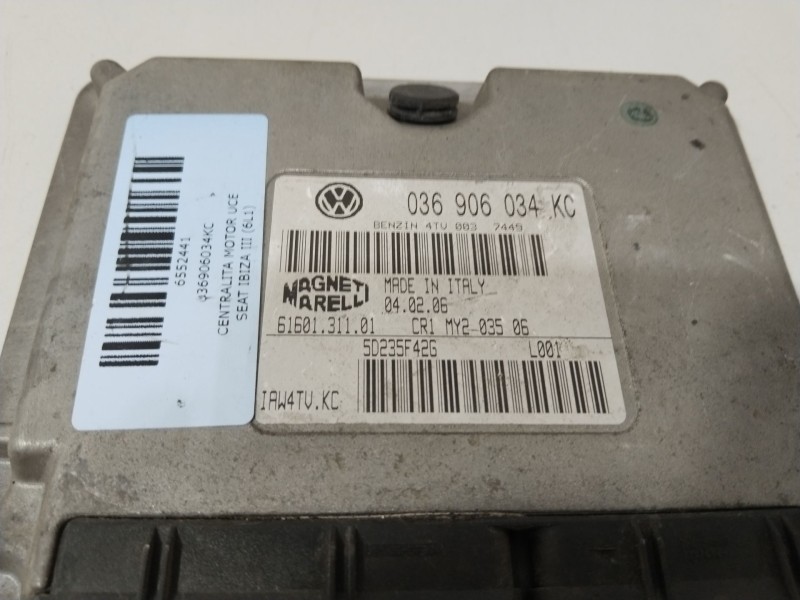 6552441
036906034KC
CENTRALITA MOTOR UCE
SEAT IBIZA III (6L1)
036 906 034 KC
BENZIN 4TV 003 7449
MAGNETI
MARELLI
MADE IN ITALY
04.02.06
61601.311.01 CR1 MY2-035 06
5D235F42G L001
IAW4TV.KC